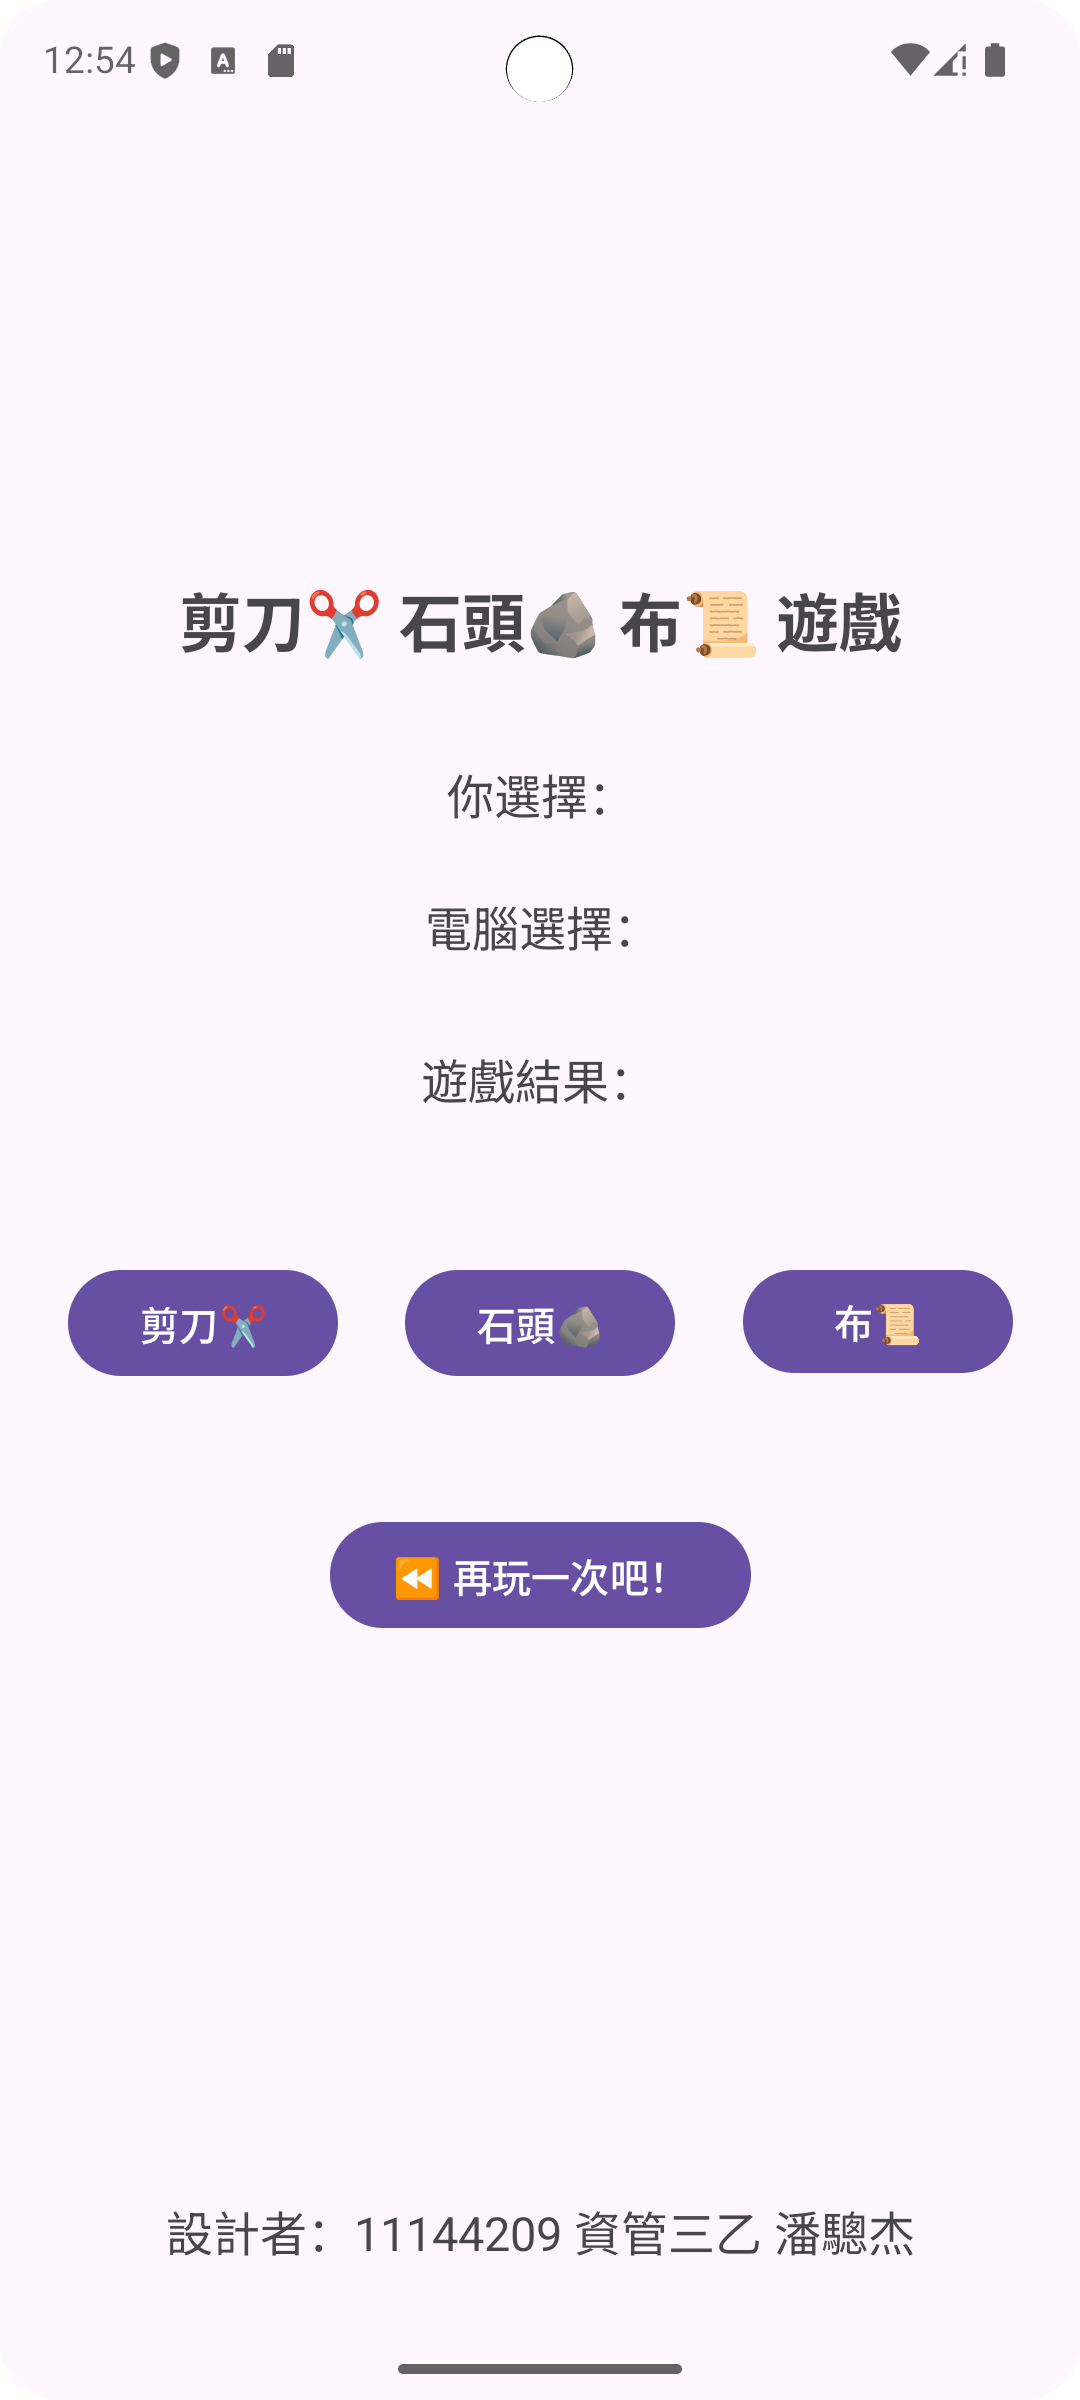 12:54
剪刀✂️ 石頭🪨 布📜 遊戲
你選擇：
電腦選擇：
遊戲結果：
剪刀✂️ 石頭🪨 布📜
⏪ 再玩一次吧！
設計者：11144209 資管三乙 潘驄杰